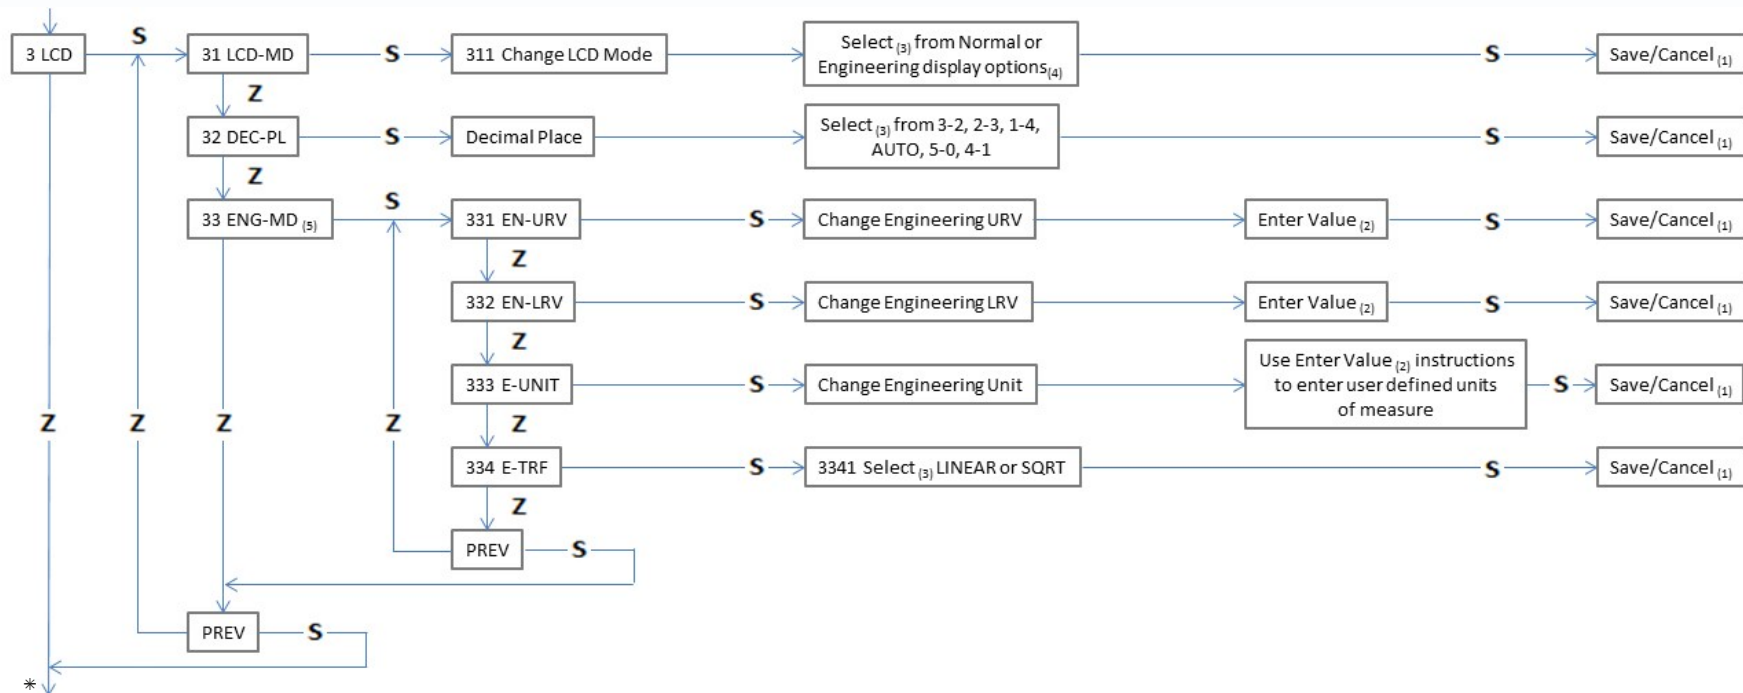 S
3 LCD
31 LCD-MD
S
311 Change LCD Mode
Select (3) from Normal or
Engineering display options(4)
S
Save/Cancel (1)
Z
32 DEC-PL
S
Decimal Place
Select (3) from 3-2, 2-3, 1-4,
AUTO, 5-0, 4-1
S
Save/Cancel (1)
Z
33 ENG-MD (5)
S
331 EN-URV
S
Change Engineering URV
Enter Value (2)
S
Save/Cancel (1)
Z
332 EN-LRV
S
Change Engineering LRV
Enter Value (2)
S
Save/Cancel (1)
Z
333 E-UNIT
S
Change Engineering Unit
Use Enter Value (2) instructions
to enter user defined units
of measure
S
Save/Cancel (1)
Z
Z
Z
Z
Z
334 E-TRF
S
3341 Select (3) LINEAR or SQRT
S
Save/Cancel (1)
Z
PREV
S
PREV
S
*